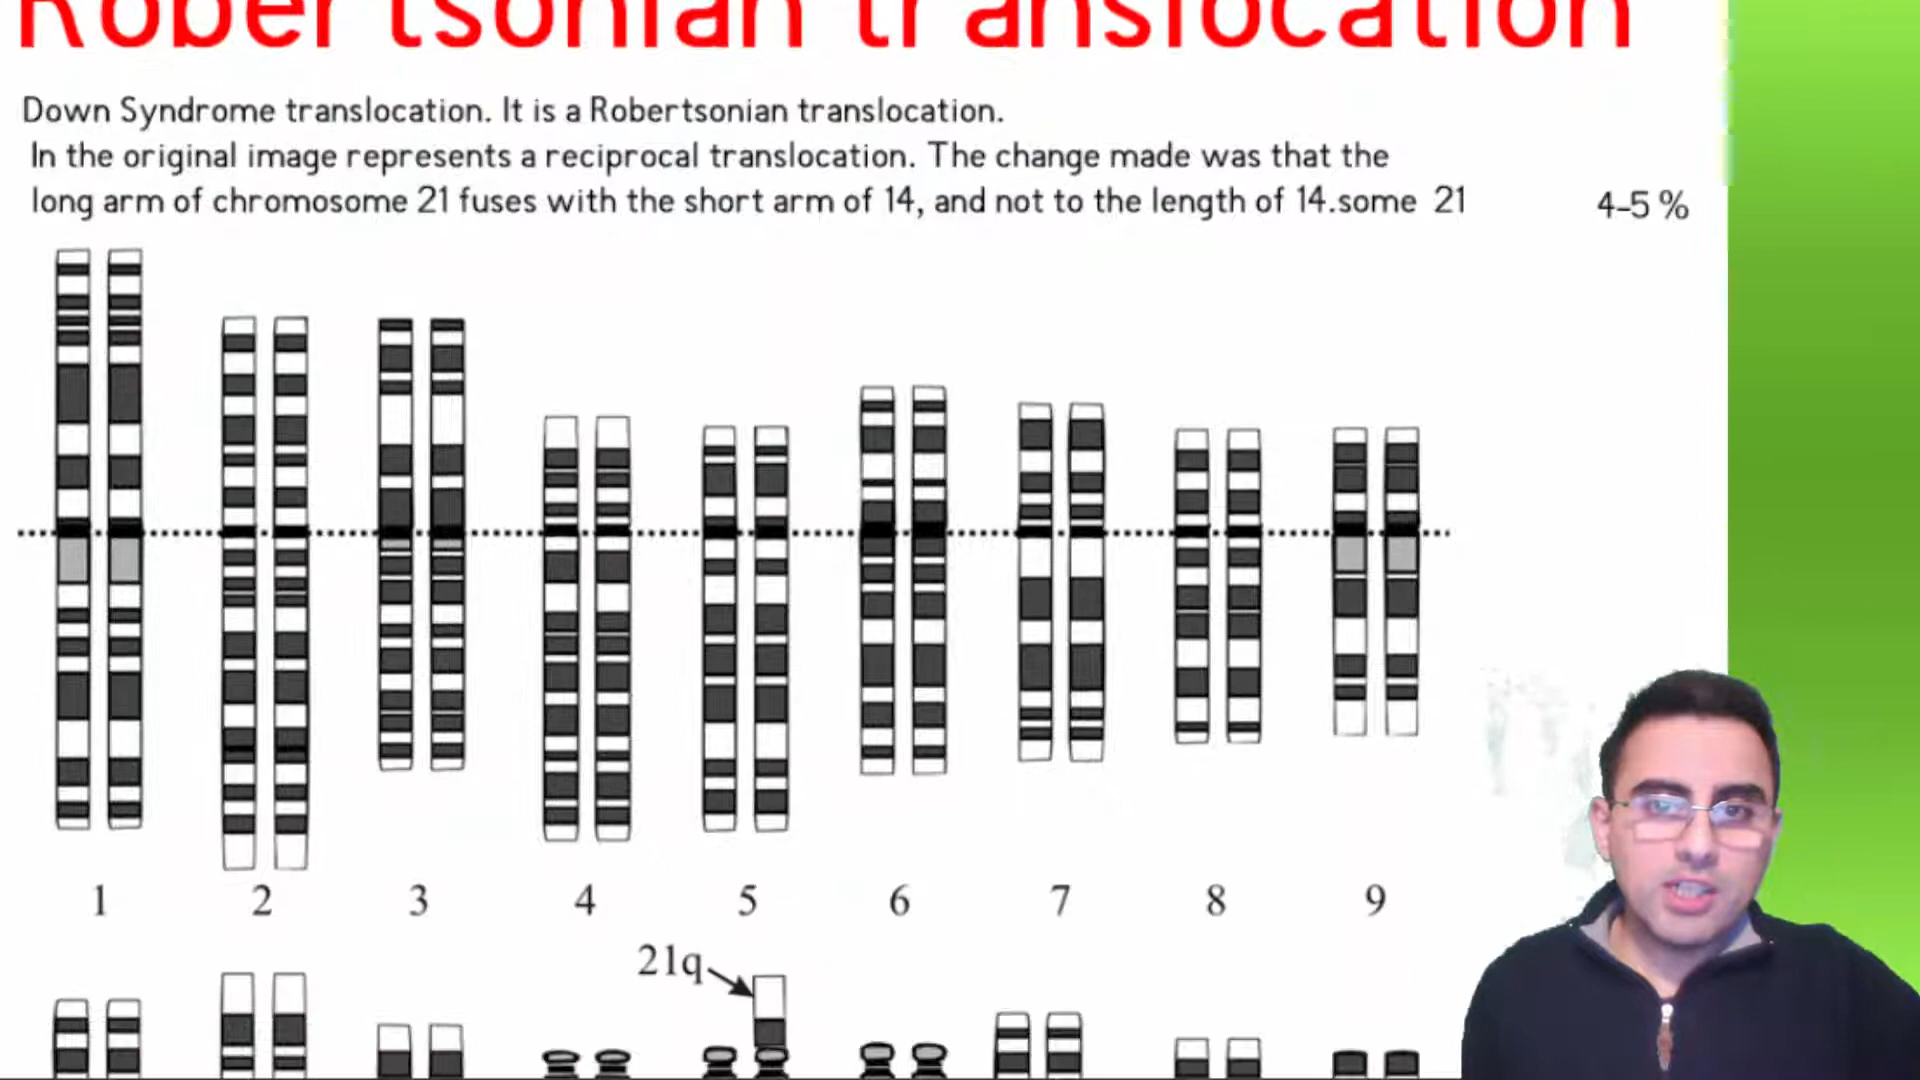 Robertsonian translocation
Down Syndrome translocation. It is a Robertsonian translocation.
In the original image represents a reciprocal translocation. The change made was that the
long arm of chromosome 21 fuses with the short arm of 14, and not to the length of 14.some 21
4-5 %
1 2 3 4 5 6 7 8 9
21q